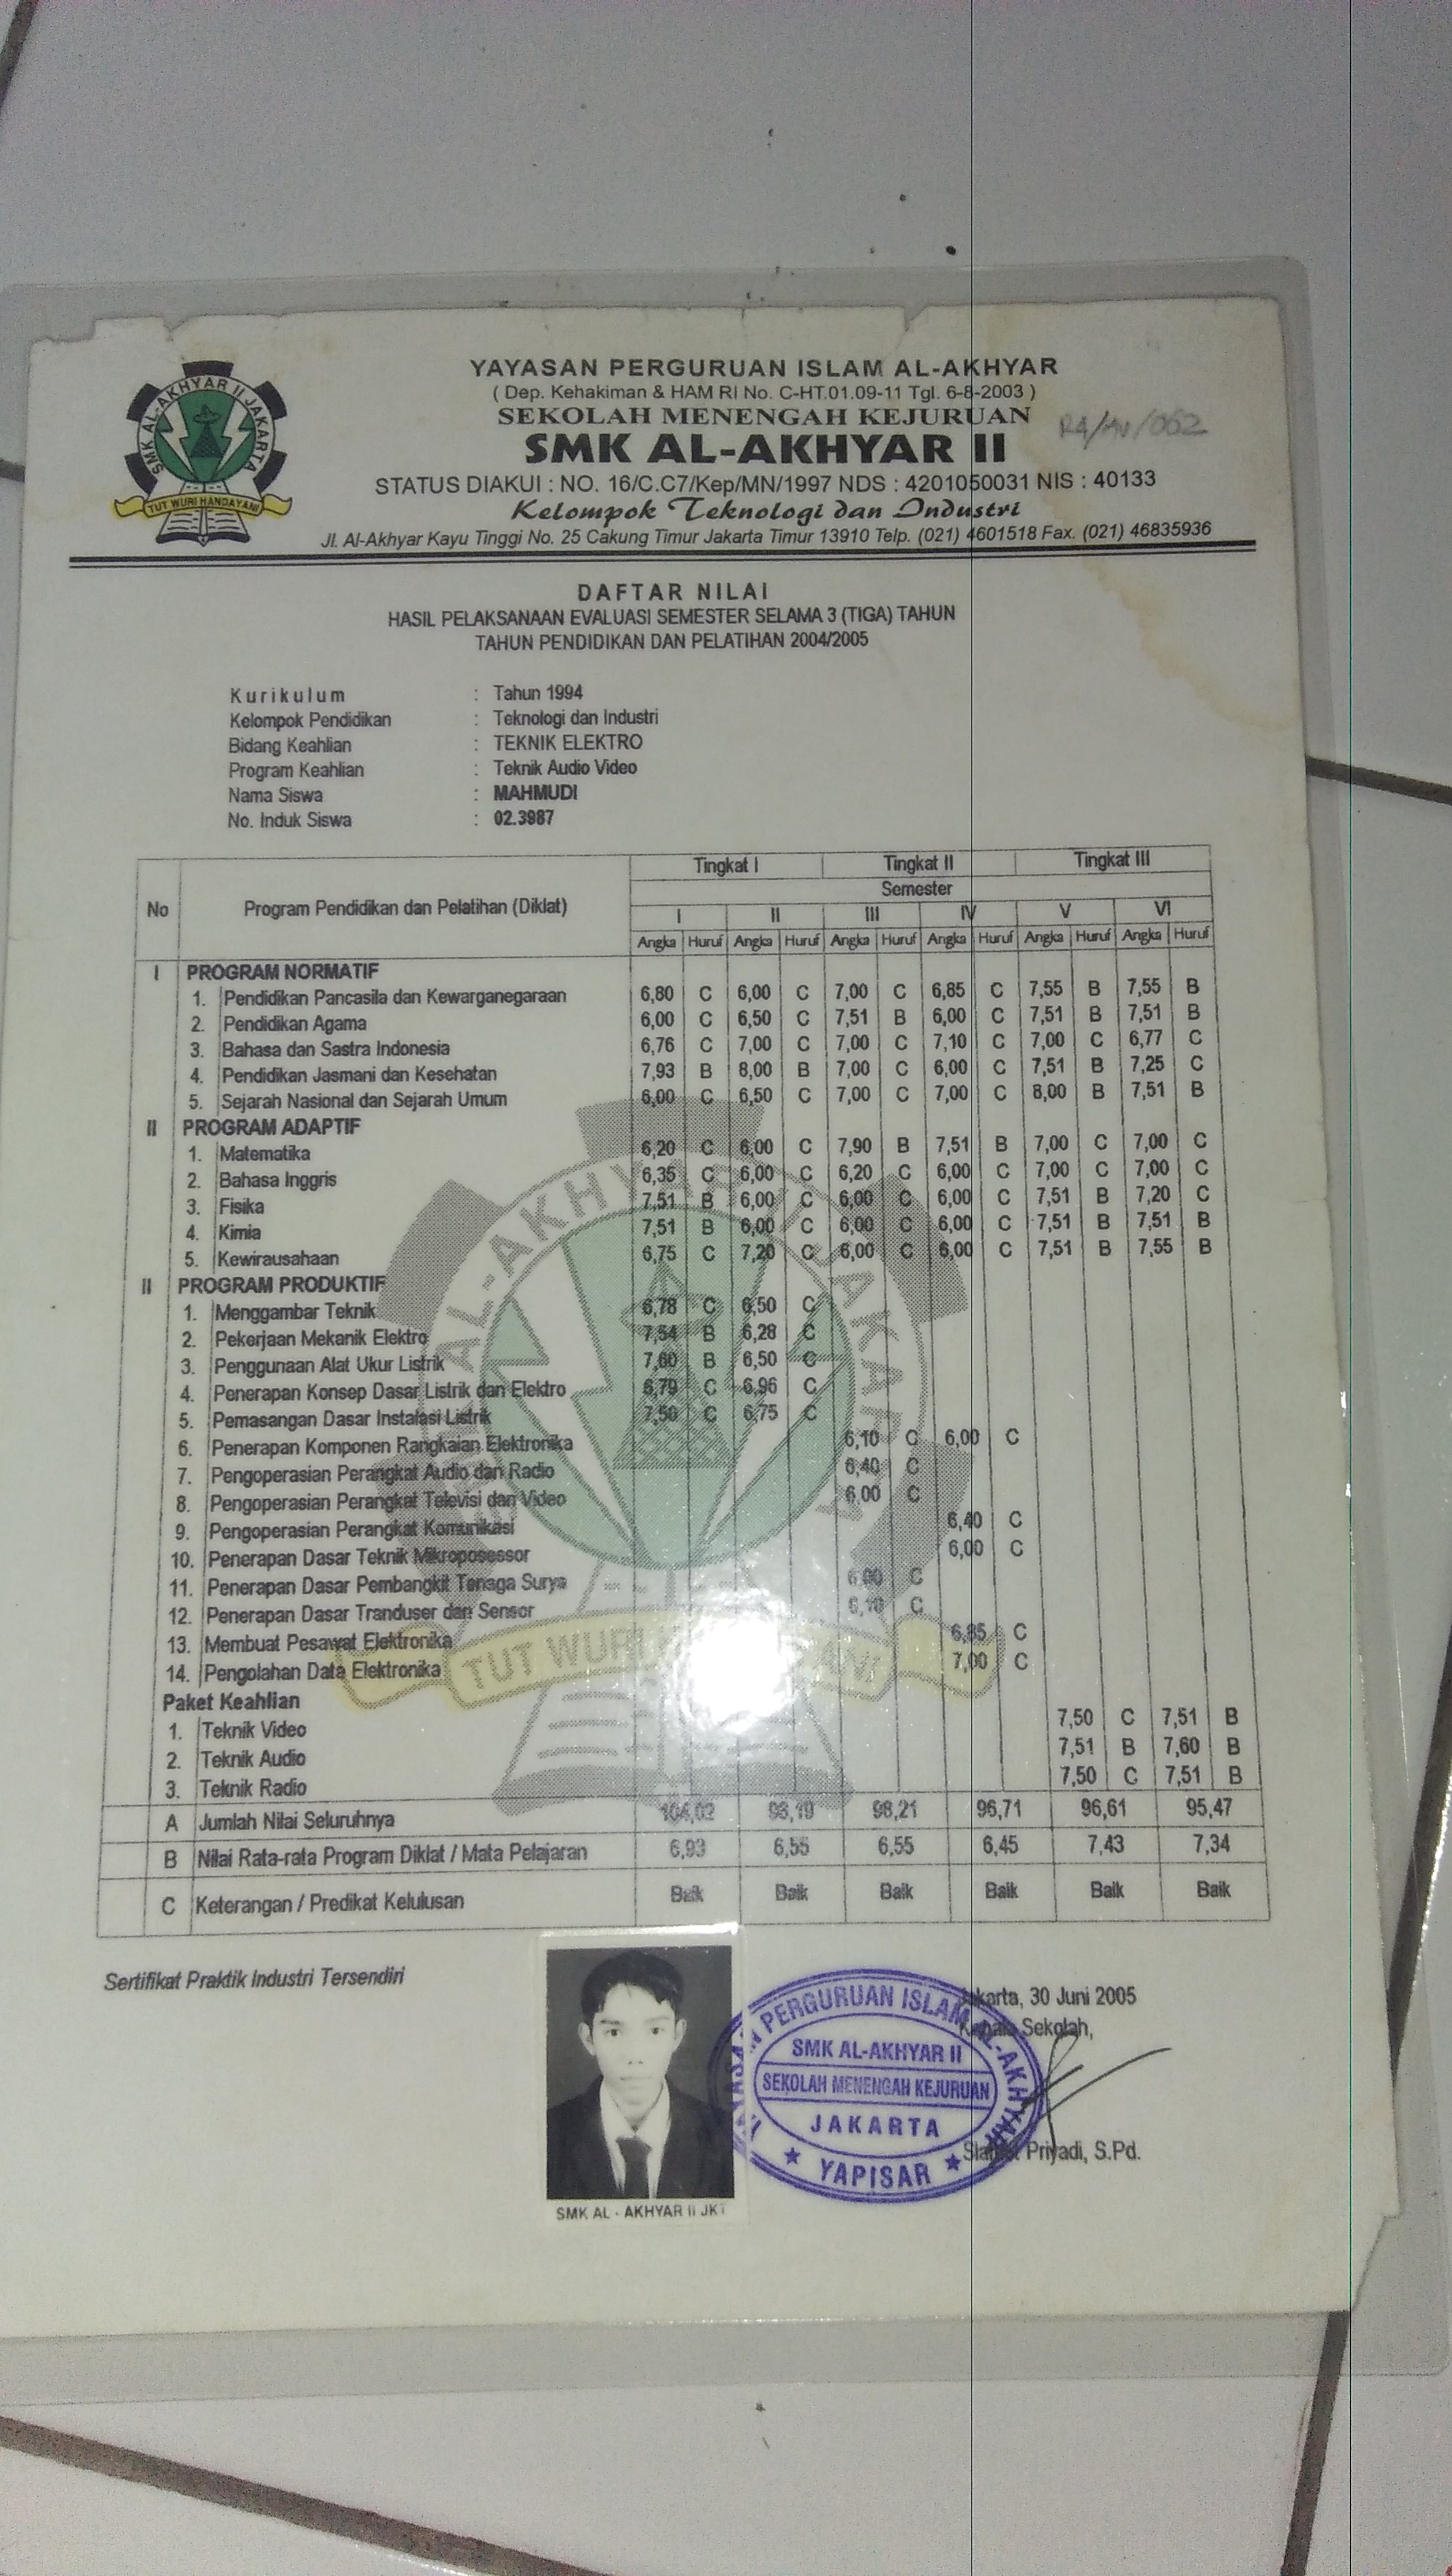 SMK AL-AKHYAR II JAKARTA
TUT WURI HANDAYANI
YAYASAN PERGURUAN ISLAM AL-AKHYAR
( Dep. Kehakiman & HAM RI No. C-HT.01.09-11 Tgl. 6-8-2003 )
SEKOLAH MENENGAH KEJURUAN
SMK AL-AKHYAR II
STATUS DIAKUI : NO. 16/C.C7/Kep/MN/1997 NDS : 4201050031 NIS : 40133
Kelompok Teknologi dan Industri
Jl. Al-Akhyar Kayu Tinggi No. 25 Cakung Timur Jakarta Timur 13910 Telp. (021) 4601518 Fax. (021) 46835936
DAFTAR NILAI
HASIL PELAKSANAAN EVALUASI SEMESTER SELAMA 3 (TIGA) TAHUN
TAHUN PENDIDIKAN DAN PELATIHAN 2004/2005
Kurikulum : Tahun 1994
Kelompok Pendidikan : Teknologi dan Industri
Bidang Keahlian : TEKNIK ELEKTRO
Program Keahlian : Teknik Audio Video
Nama Siswa : MAHMUDI
No. Induk Siswa : 02.3987
Tingkat I Tingkat II Tingkat III
No Program Pendidikan dan Pelatihan (Diklat) Semester
I II III IV V VI
Angka Huruf Angka Huruf Angka Huruf Angka Huruf Angka Huruf Angka Huruf
I PROGRAM NORMATIF
1. Pendidikan Pancasila dan Kewarganegaraan 6,80 C 6,00 C 7,00 C 6,85 C 7,55 B 7,55 B
2. Pendidikan Agama 6,00 C 6,50 C 7,51 B 6,00 C 7,51 B 7,51 B
3. Bahasa dan Sastra Indonesia 6,76 C 7,00 C 7,00 C 7,10 C 7,00 C 6,77 C
4. Pendidikan Jasmani dan Kesehatan 7,93 B 8,00 B 7,00 C 6,00 C 7,51 B 7,25 C
5. Sejarah Nasional dan Sejarah Umum 6,00 C 6,50 C 7,00 C 7,00 C 8,00 B 7,51 B
II PROGRAM ADAPTIF
1. Matematika 6,20 C 6,00 C 7,90 B 7,51 B 7,00 C 7,00 C
2. Bahasa Inggris 6,35 C 6,00 C 6,20 C 6,00 C 7,00 C 7,00 C
3. Fisika 7,51 B 6,00 C 6,00 C 6,00 C 7,51 B 7,20 C
4. Kimia 7,51 B 6,00 C 6,00 C 6,00 C 7,51 B 7,51 B
5. Kewirausahaan 6,75 C 7,20 C 6,00 C 6,00 C 7,51 B 7,55 B
II PROGRAM PRODUKTIF
1. Menggambar Teknik 6,78 C 6,50 C
2. Pekerjaan Mekanik Elektro 7,54 B 6,28 C
3. Penggunaan Alat Ukur Listrik 7,60 B 6,50 C
4. Penerapan Konsep Dasar Listrik dan Elektro 6,79 C 6,96 C
5. Pemasangan Dasar Instalasi Listrik 7,50 C 6,75 C
6. Penerapan Komponen Rangkaian Elektronika 6,10 C 6,00 C
7. Pengoperasian Perangkat Audio dan Radio 6,40 C
8. Pengoperasian Perangkat Televisi dan Video 6,00 C
9. Pengoperasian Perangkat Komunikasi 6,40 C
10. Penerapan Dasar Teknik Mikroposessor 6,00 C
11. Penerapan Dasar Pembangkit Tenaga Surya 6,00 C
12. Penerapan Dasar Tranduser dan Sensor 6,10 C
13. Membuat Pesawat Elektronika 6,85 C
14. Pengolahan Data Elektronika 7,00 C
Paket Keahlian
1. Teknik Video 7,50 C 7,51 B
2. Teknik Audio 7,51 B 7,60 B
3. Teknik Radio 7,50 C 7,51 B
A Jumlah Nilai Seluruhnya 104,02 98,19 98,21 96,71 96,61 95,47
B Nilai Rata-rata Program Diklat / Mata Pelajaran 6,93 6,55 6,55 6,45 7,43 7,34
C Keterangan / Predikat Kelulusan Baik Baik Baik Baik Baik Baik
Sertifikat Praktik Industri Tersendiri
Jakarta, 30 Juni 2005
Kepala Sekolah,
YAYASAN PERGURUAN ISLAM AL-AKHYAR
SMK AL-AKHYAR II
SEKOLAH MENENGAH KEJURUAN
JAKARTA
YAPISAR
Priyadi, S.Pd.
SMK AL - AKHYAR II JKT